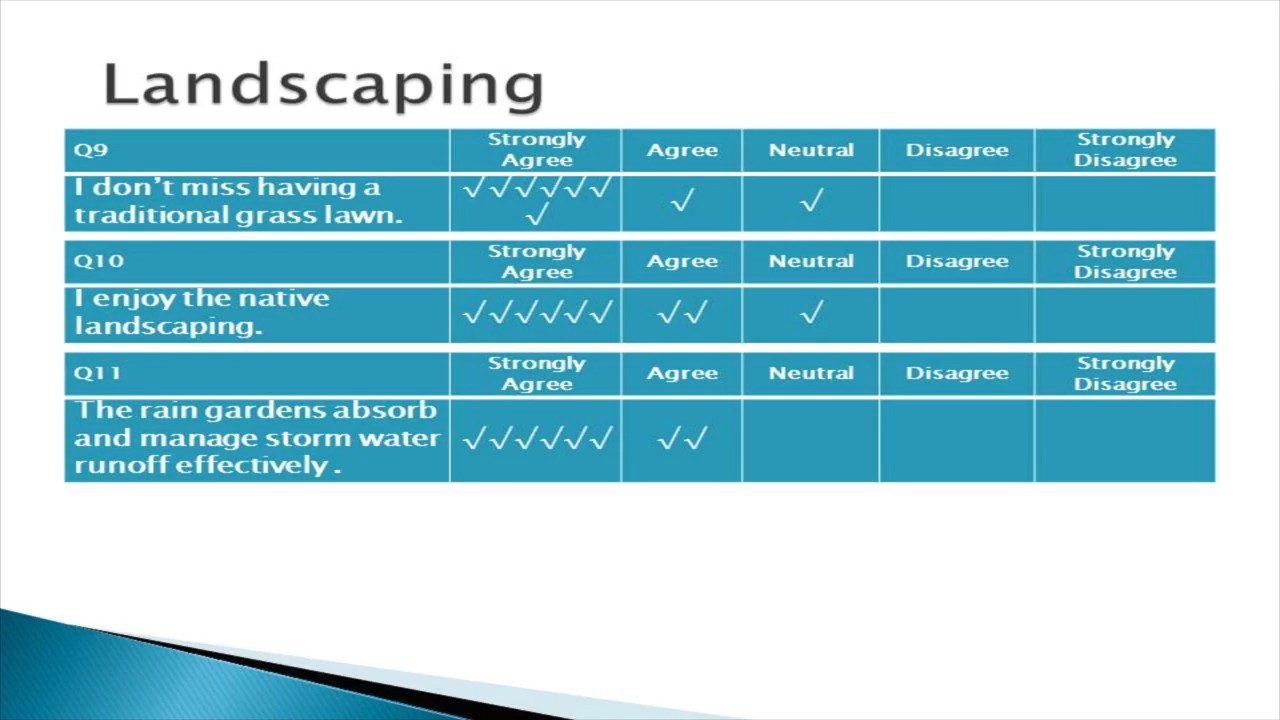 Landscaping
Q9 Strongly Agree Agree Neutral Disagree Strongly Disagree
I don't miss having a √√√√√√ √ √
traditional grass lawn. √
Q10 Strongly Agree Agree Neutral Disagree Strongly Disagree
I enjoy the native √√√√√√ √√ √
landscaping.
Q11 Strongly Agree Agree Neutral Disagree Strongly Disagree
The rain gardens absorb
and manage storm water √√√√√√ √√
runoff effectively .